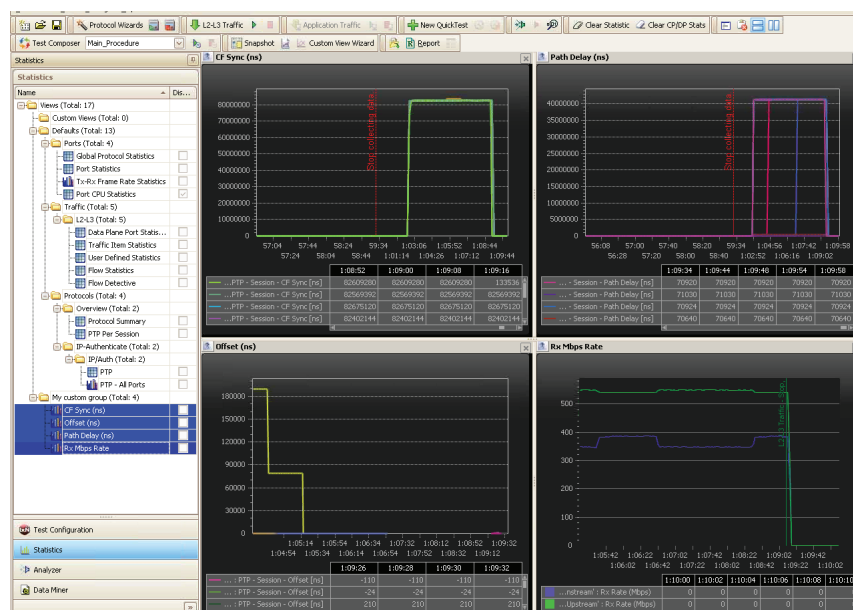 Protocol Wizards
L2-L3 Traffic
Application Traffic
New QuickTest
Clear Statistic
Clear CP/DP Stats
Test Composer
Main_Procedure
Snapshot
Custom View Wizard
Report
Statistics
Statistics
Name
Dis...
Views (Total: 17)
Custom Views (Total: 0)
Defaults (Total: 13)
Ports (Total: 4)
Global Protocol Statistics
Port Statistics
Tx-Rx Frame Rate Statistics
Port CPU Statistics
Traffic (Total: 5)
L2-L3 (Total: 5)
Data Plane Port Statis...
Traffic Item Statistics
User Defined Statistics
Flow Statistics
Flow Detective
Protocols (Total: 4)
Overview (Total: 2)
Protocol Summary
PTP Per Session
IP-Authenticate (Total: 2)
IP/Auth (Total: 2)
PTP
PTP - All Ports
My custom group (Total: 4)
CF Sync (ns)
Offset (ns)
Path Delay (ns)
Rx Mbps Rate
Test Configuration
Statistics
Analyzer
Data Miner
CF Sync (ns)
80000000
70000000
60000000
50000000
40000000
30000000
20000000
10000000
0
Stop collecting data
57:04 57:44 58:24 59:34 1:03:06 1:05:52 1:08:44
57:24 58:04 58:44 1:01:14 1:04:26 1:07:12 1:09:44
1:08:52 1:09:00 1:09:08 1:09:16
...PTP - Session - CF Sync [ns] 82609280 82609280 82609280 133536
...PTP - Session - CF Sync [ns] 82569392 82569392 82569392 82569392
...PTP - Session - CF Sync [ns] 82675120 82675120 82675120 82675120
...PTP - Session - CF Sync [ns] 82402144 82402144 82402144 82402144
Path Delay (ns)
40000000
35000000
30000000
25000000
20000000
15000000
10000000
5000000
0
Stop collecting data
56:08 57:00 57:40 58:20 59:34 1:04:56 1:07:42 1:09:58
56:28 57:20 58:00 58:40 1:02:52 1:06:16 1:09:02
1:09:34 1:09:44 1:09:48 1:09:54 1:09:58
... - Session - Path Delay [ns] 70920 70920 70920 70920 70920
... - Session - Path Delay [ns] 71030 71030 71030 71030 71030
... - Session - Path Delay [ns] 70924 70924 70924 70924 70924
... - Session - Path Delay [ns] 70640 70640 70640 70640 70640
Offset (ns)
180000
150000
120000
90000
60000
30000
0
1:05:14 1:05:54 1:06:34 1:07:32 1:08:12 1:08:52 1:09:32
1:04:54 1:05:34 1:06:14 1:06:54 1:07:52 1:08:32 1:09:12
1:09:26 1:09:28 1:09:30 1:09:32
... : PTP - Session - Offset [ns] -110 -110 -110 -110
... : PTP - Session - Offset [ns] -24 -24 -24 -24
... : PTP - Session - Offset [ns] 210 210 210 210
Rx Mbps Rate
500
400
300
200
100
0
L2-L3 Traffic - Stop
1:05:42 1:06:22 1:07:02 1:07:42 1:08:22 1:09:02 1:09:42
1:06:02 1:06:42 1:07:22 1:08:02 1:08:42 1:09:22 1:10:02
1:10:00 1:10:02 1:10:04 1:10:06 1:10:08 1:10:10
...nstream' : Rx Rate (Mbps) 0 0 0 0 0 0
...Upstream' : Rx Rate (Mbps) 0 0 0 0 0 0